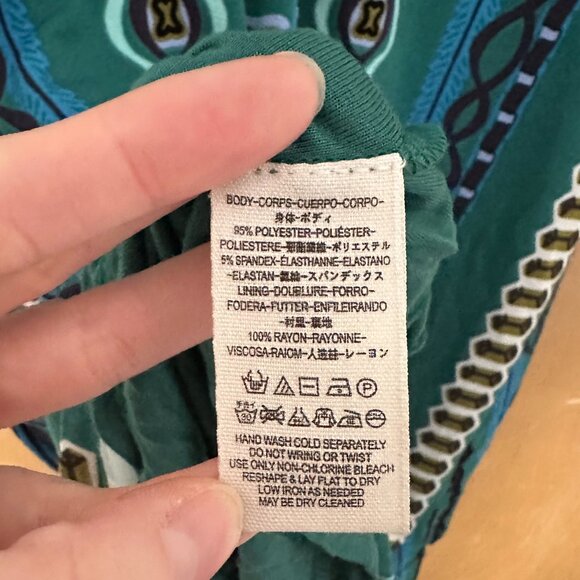 BODY-CORPS-CUERPO-CORPO-
身体-ボディ
95% POLYESTER-POLIÉSTER-
POLIESTERE-聚酯纖維-ポリエステル
5% SPANDEX-ÉLASTHANNE-ELASTANO
-ELASTAN-氨綸-スパンデックス
LINING-DOUBLURE-FORRO-
FODERA-FUTTER-ENFILEIRANDO
-村里-裏地
100% RAYON-RAYONNE-
VISCOSA-RAIOM-人造絲-レーヨン
P
HAND WASH COLD SEPARATELY
DO NOT WRING OR TWIST
USE ONLY NON-CHLORINE BLEACH
RESHAPE & LAY FLAT TO DRY
LOW IRON AS NEEDED
MAY BE DRY CLEANED